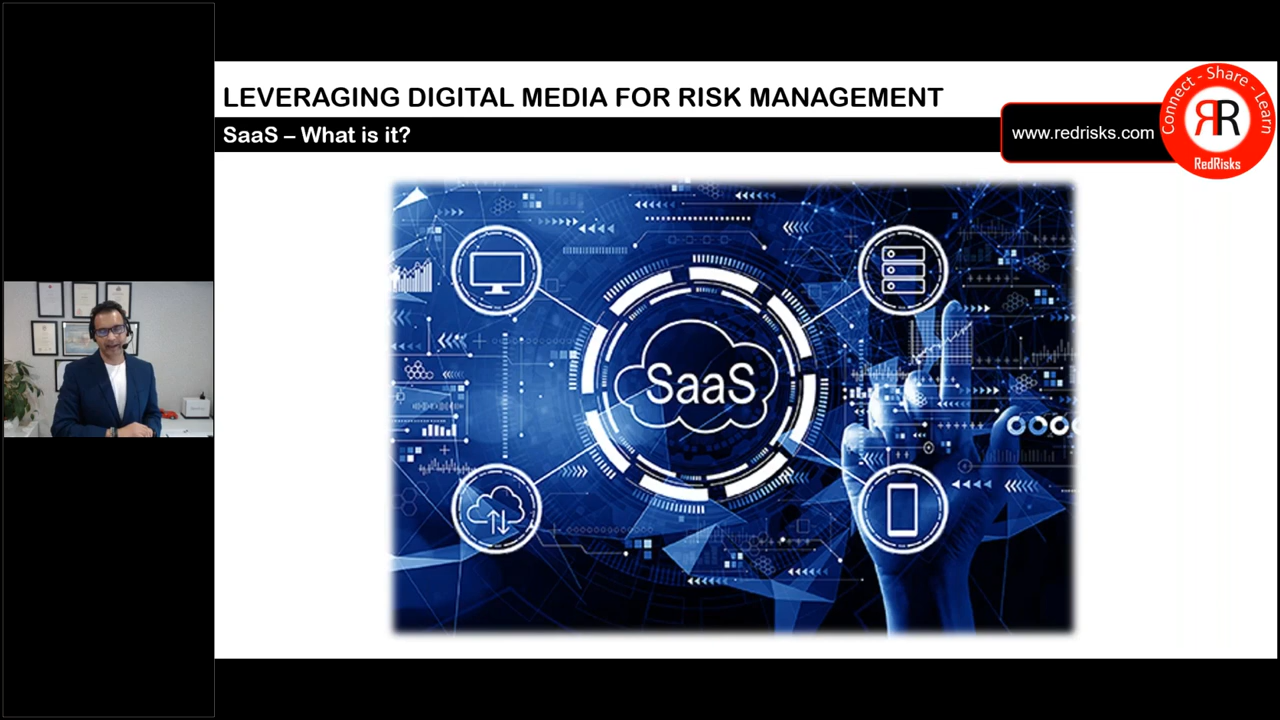 LEVERAGING DIGITAL MEDIA FOR RISK MANAGEMENT
SaaS – What is it?
www.redrisks.com
Connect - Share - Learn
RR
RedRisks
SaaS